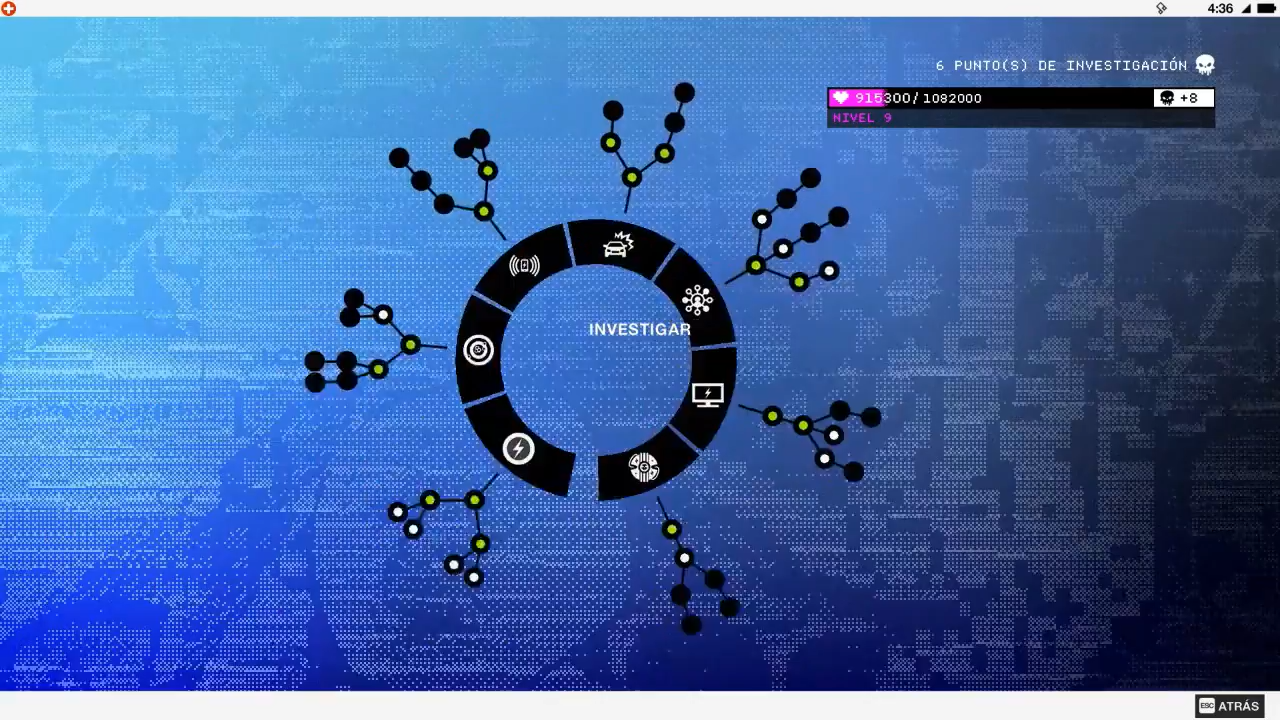 4:36
6 PUNTO(S) DE INVESTIGACIÓN
915300/1082000
+8
NIVEL 9
INVESTIGAR
ESC ATRÁS